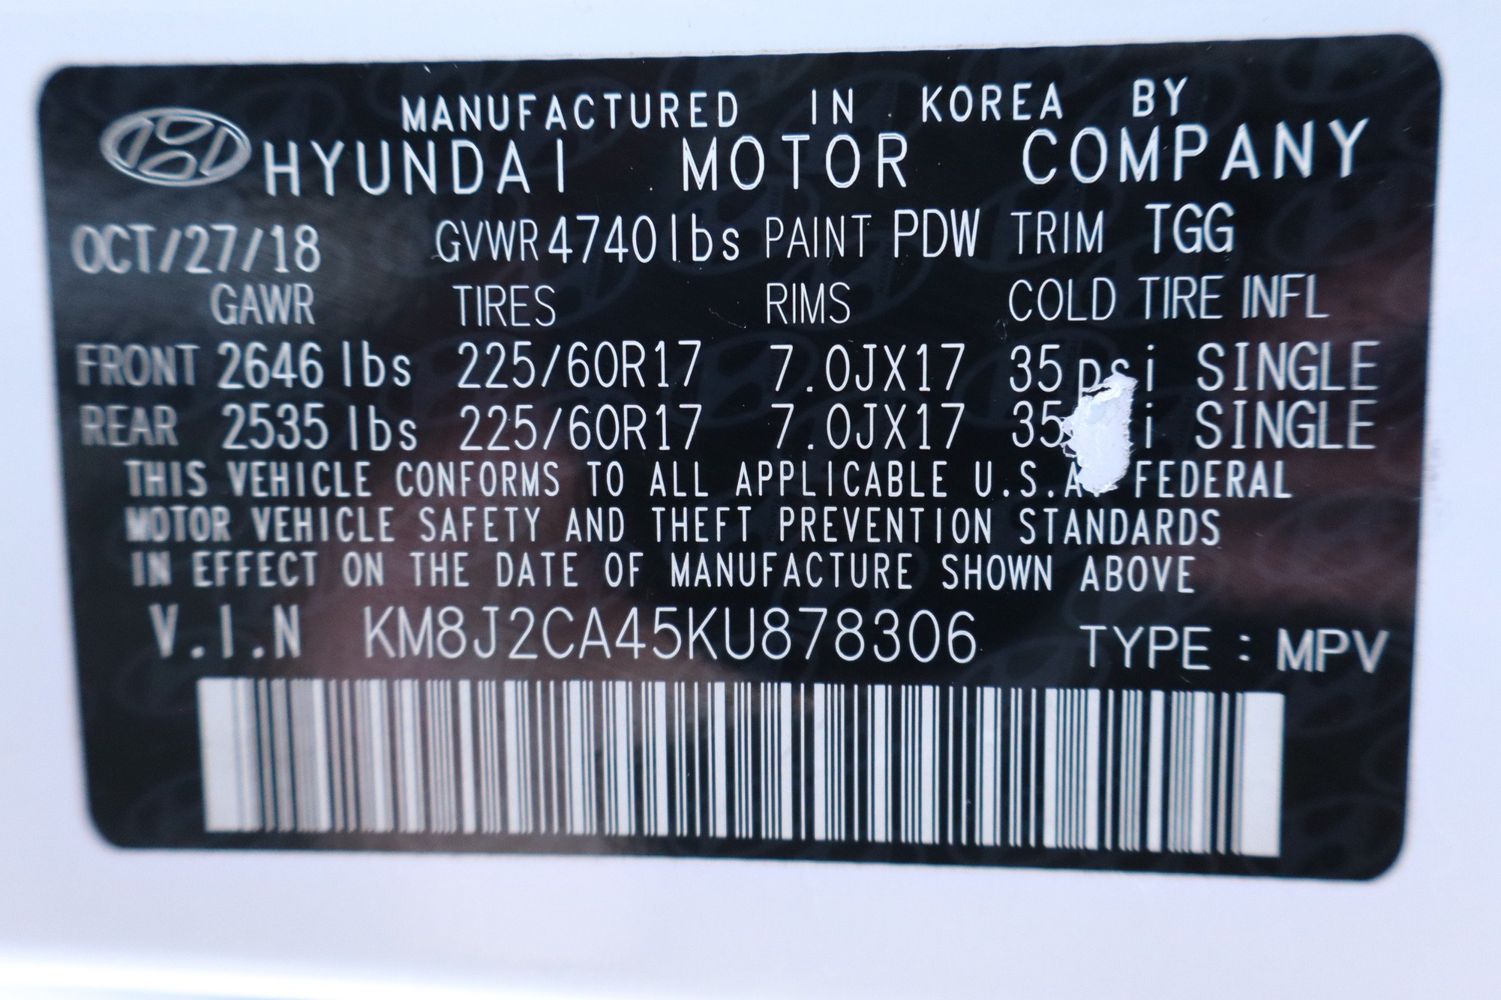 MANUFACTURED IN KOREA BY
HYUNDAI MOTOR COMPANY
OCT/27/18 GVWR 4740lbs PAINT PDW TRIM TGG
GAWR TIRES RIMS COLD TIRE INFL
FRONT 2646 lbs 225/60R17 7.0JX17 35psi SINGLE
REAR 2535 lbs 225/60R17 7.0JX17 35 i SINGLE
THIS VEHICLE CONFORMS TO ALL APPLICABLE U.S.A. FEDERAL
MOTOR VEHICLE SAFETY AND THEFT PREVENTION STANDARDS
IN EFFECT ON THE DATE OF MANUFACTURE SHOWN ABOVE
V.I.N KM8J2CA45KU878306 TYPE : MPV